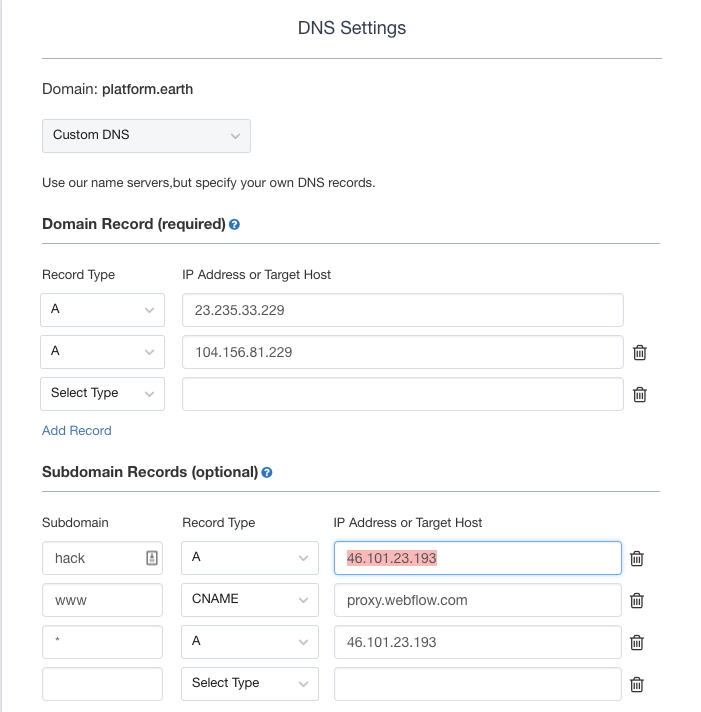 DNS Settings
Domain: platform.earth
Custom DNS
Use our name servers,but specify your own DNS records.
Domain Record (required) ?
Record Type IP Address or Target Host
A 23.235.33.229
A 104.156.81.229
Select Type
Add Record
Subdomain Records (optional) ?
Subdomain Record Type IP Address or Target Host
hack A 46.101.23.193
www CNAME proxy.webflow.com
* A 46.101.23.193
Select Type